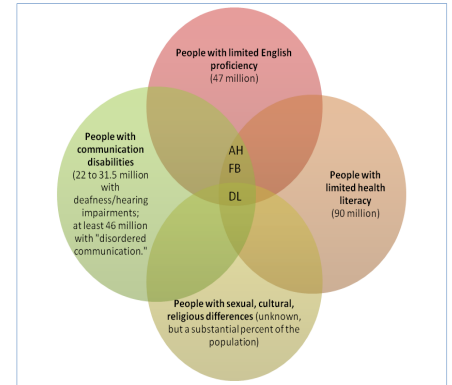 People with limited English
proficiency
(47 million)
People with
communication
disabilities
(22 to 31.5 million
with
deafness/hearing
impairments;
at least 46 million
with "disordered
communication."
AH
FB
DL
People with
limited health
literacy
(90 million)
People with sexual, cultural,
religious differences (unknown,
but a substantial percent of the
population)